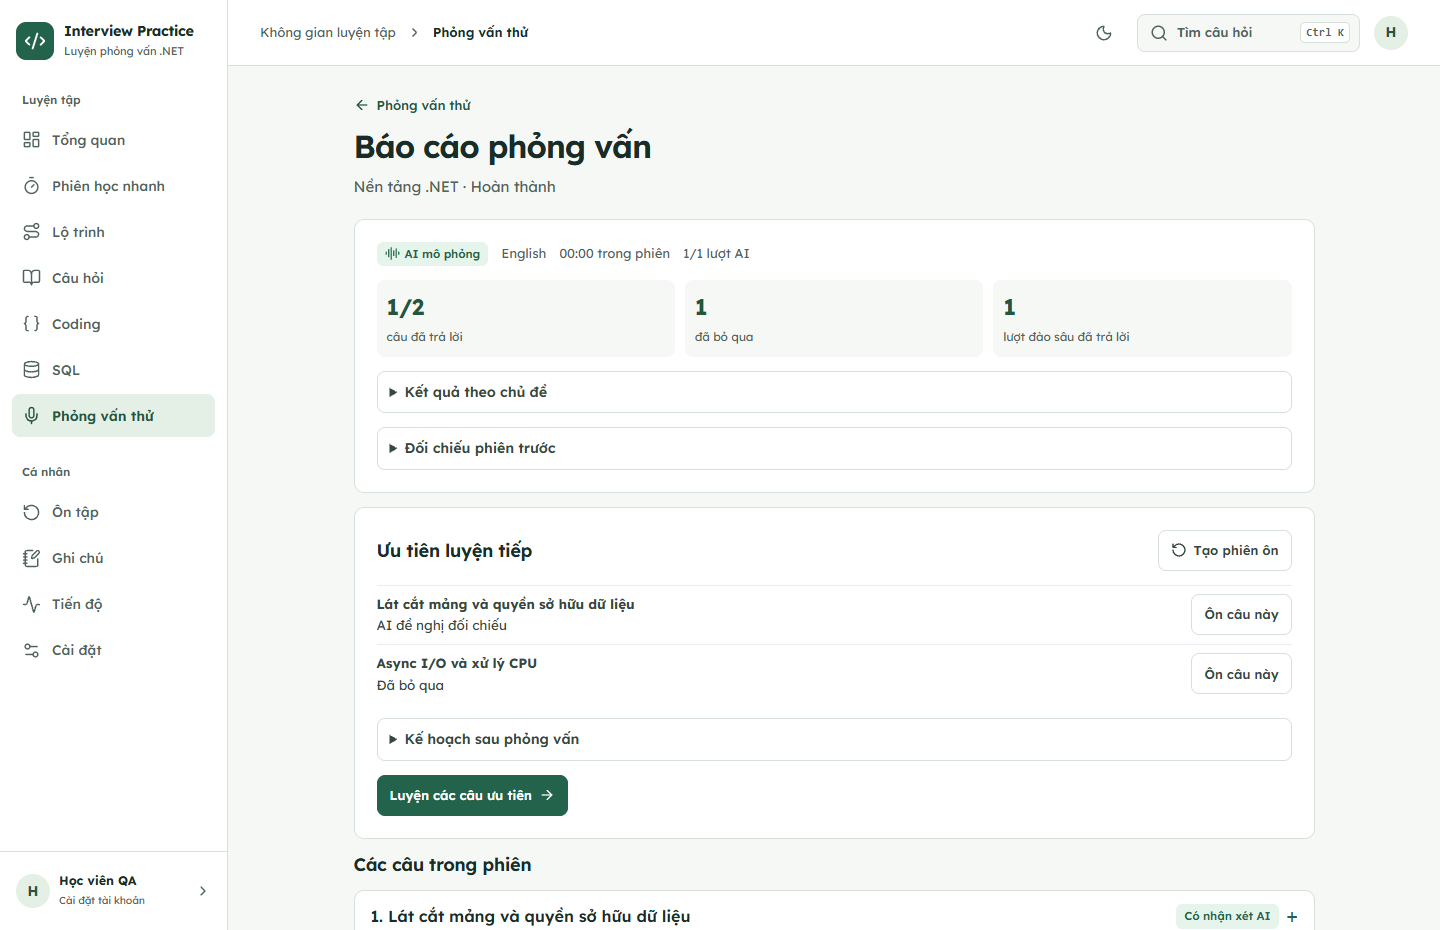 Interview Practice
Luyện phỏng vấn .NET
Luyện tập
Tổng quan
Phiên học nhanh
Lộ trình
Câu hỏi
Coding
SQL
Phỏng vấn thử
Cá nhân
Ôn tập
Ghi chú
Tiến độ
Cài đặt
H
Học viên QA
Cài đặt tài khoản
Không gian luyện tập
Phỏng vấn thử
Tìm câu hỏi
Ctrl K
H
Phỏng vấn thử
Báo cáo phỏng vấn
Nền tảng .NET · Hoàn thành
AI mô phỏng
English
00:00 trong phiên
1/1 lượt AI
1/2
câu đã trả lời
1
đã bỏ qua
1
lượt đào sâu đã trả lời
Kết quả theo chủ đề
Đối chiếu phiên trước
Ưu tiên luyện tiếp
Tạo phiên ôn
Lát cắt mảng và quyền sở hữu dữ liệu
AI đề nghị đối chiếu
Ôn câu này
Async I/O và xử lý CPU
Đã bỏ qua
Ôn câu này
Kế hoạch sau phỏng vấn
Luyện các câu ưu tiên
Các câu trong phiên
1. Lát cắt mảng và quyền sở hữu dữ liệu
Có nhận xét AI